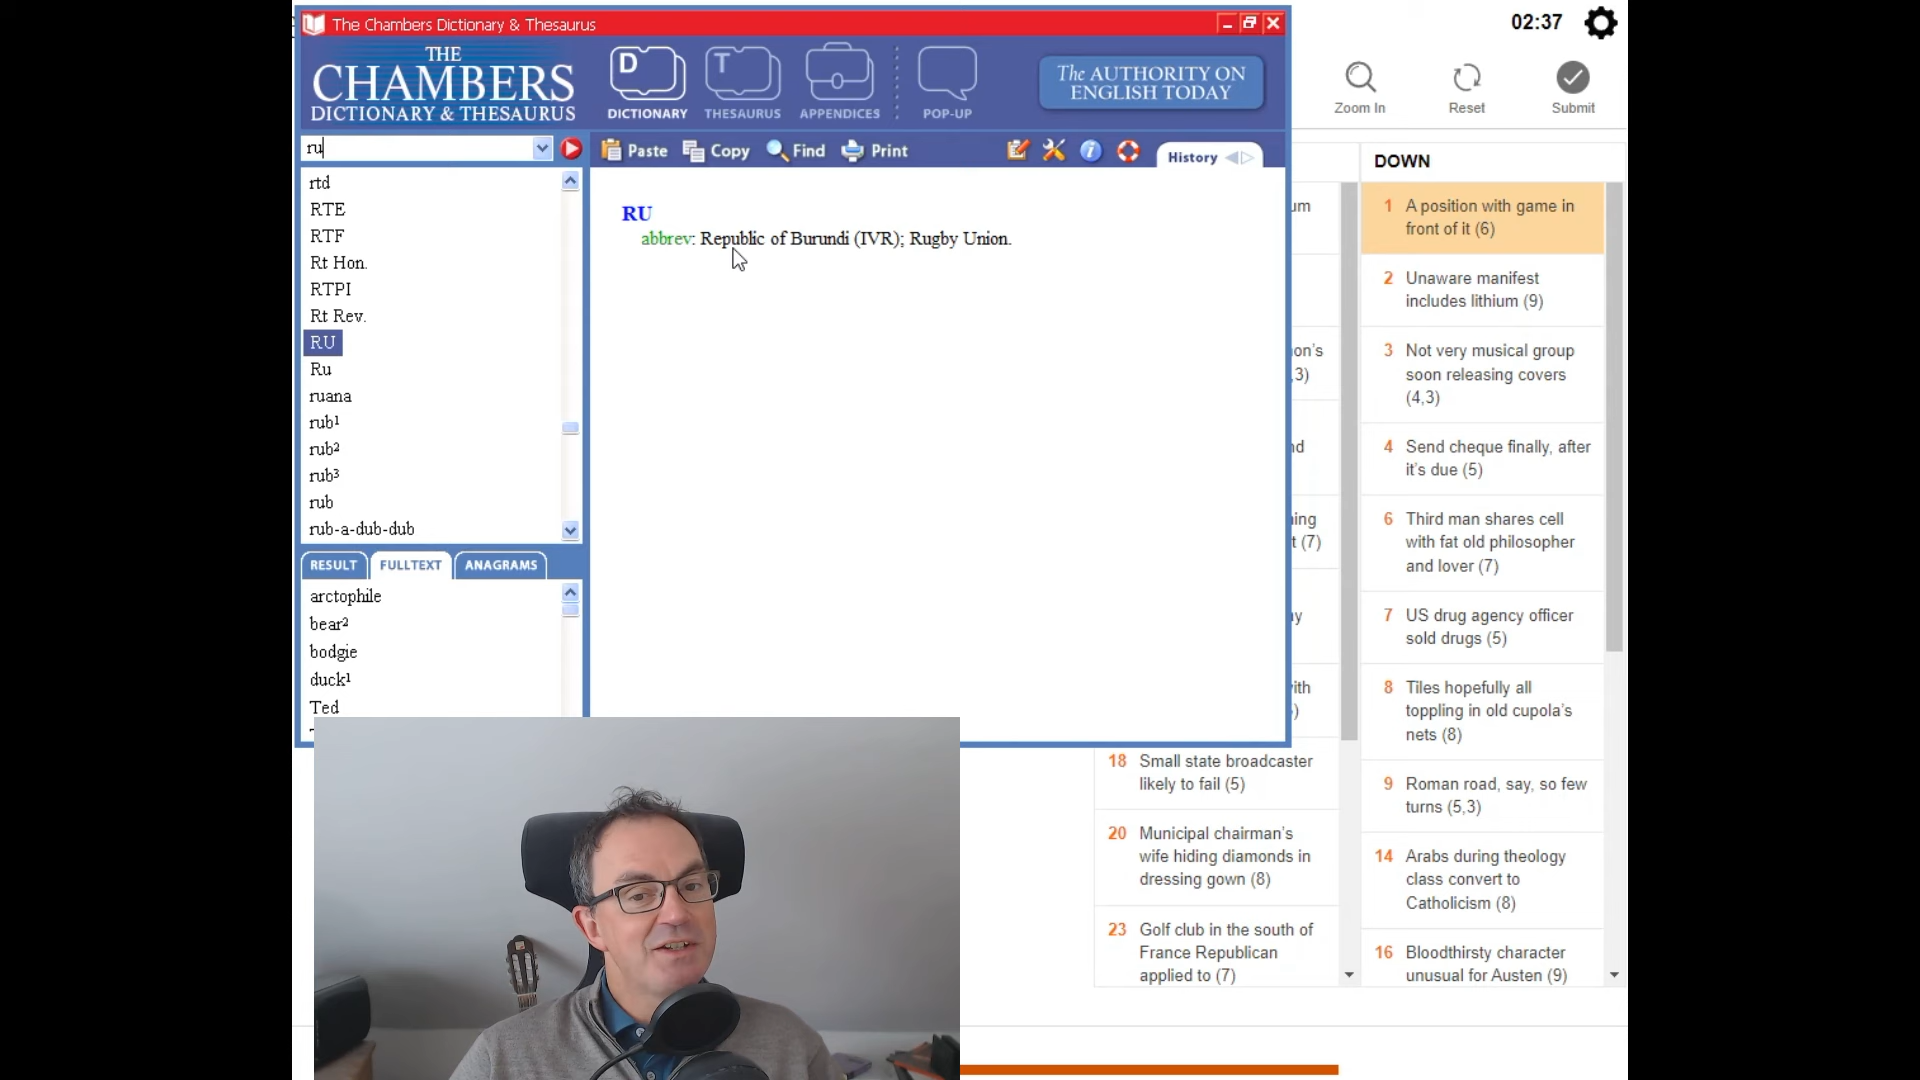 The Chambers Dictionary & Thesaurus
02:37
THE
CHAMBERS
DICTIONARY & THESAURUS
D
T
DICTIONARY
THESAURUS
APPENDICES
POP-UP
The AUTHORITY ON
ENGLISH TODAY
Zoom In
Reset
Submit
ru
Paste
Copy
Find
Print
History
rtd
RTE
RTF
Rt Hon.
RTPI
Rt Rev.
RU
Ru
ruana
rub¹
rub²
rub³
rub
rub-a-dub-dub
RESULT
FULLTEXT
ANAGRAMS
arctophile
bear²
bodgie
duck¹
Ted
RU
abbrev: Republic of Burundi (IVR); Rugby Union.
um
on's
,3)
nd
ing
t (7)
ay
ith
)
18 Small state broadcaster
likely to fail (5)
20 Municipal chairman's
wife hiding diamonds in
dressing gown (8)
23 Golf club in the south of
France Republican
applied to (7)
DOWN
1 A position with game in
front of it (6)
2 Unaware manifest
includes lithium (9)
3 Not very musical group
soon releasing covers
(4,3)
4 Send cheque finally, after
it's due (5)
6 Third man shares cell
with fat old philosopher
and lover (7)
7 US drug agency officer
sold drugs (5)
8 Tiles hopefully all
toppling in old cupola's
nets (8)
9 Roman road, say, so few
turns (5,3)
14 Arabs during theology
class convert to
Catholicism (8)
16 Bloodthirsty character
unusual for Austen (9)